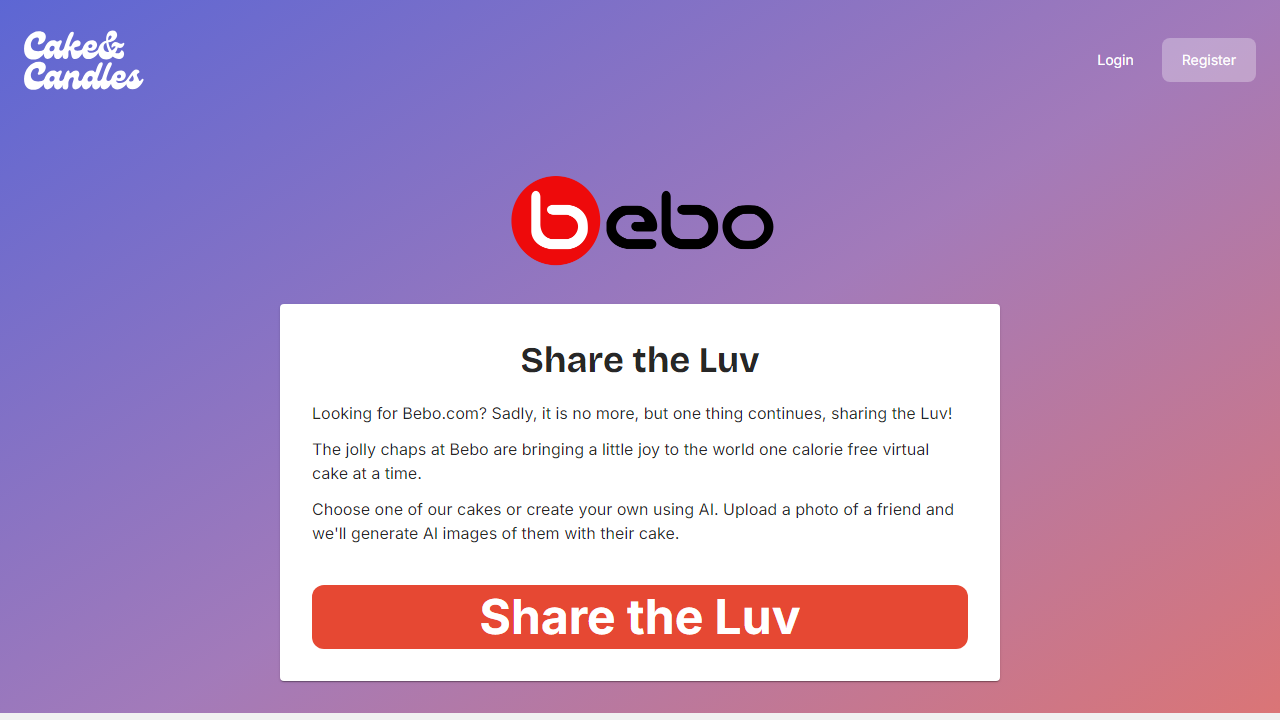 Cake&
Candles
Login
Register
bebo
Share the Luv
Looking for Bebo.com? Sadly, it is no more, but one thing continues, sharing the Luv!
The jolly chaps at Bebo are bringing a little joy to the world one calorie free virtual
cake at a time.
Choose one of our cakes or create your own using AI. Upload a photo of a friend and
we'll generate AI images of them with their cake.
Share the Luv